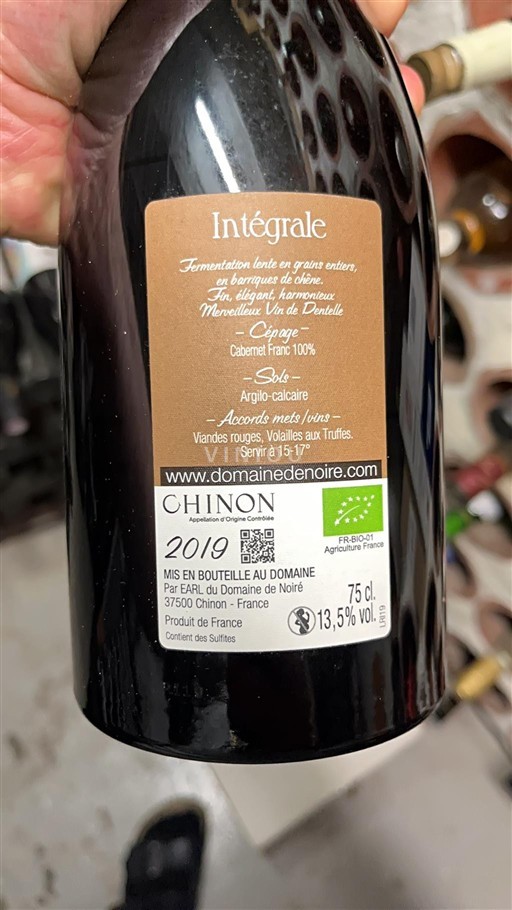 Intégrale
Fermentation lente en grains entiers,
en barriques de chêne.
Fin, élégant, harmonieux
Merveilleux Vin de Dentelle
- Cépage -
Cabernet Franc 100%
- Sols -
Argilo-calcaire
- Accords mets/vins -
Viandes rouges, Volailles aux Truffes.
Servir à 15-17°
VINTOU
www.domainedenoire.com
CHINON
Appellation d'Origine Contrôlée
2019
FR-BIO-01
Agriculture France
MIS EN BOUTEILLE AU DOMAINE
Par EARL du Domaine de Noiré
37500 Chinon - France
Produit de France
Contient des Sulfites
75 cl.
13,5% vol.
LRI19